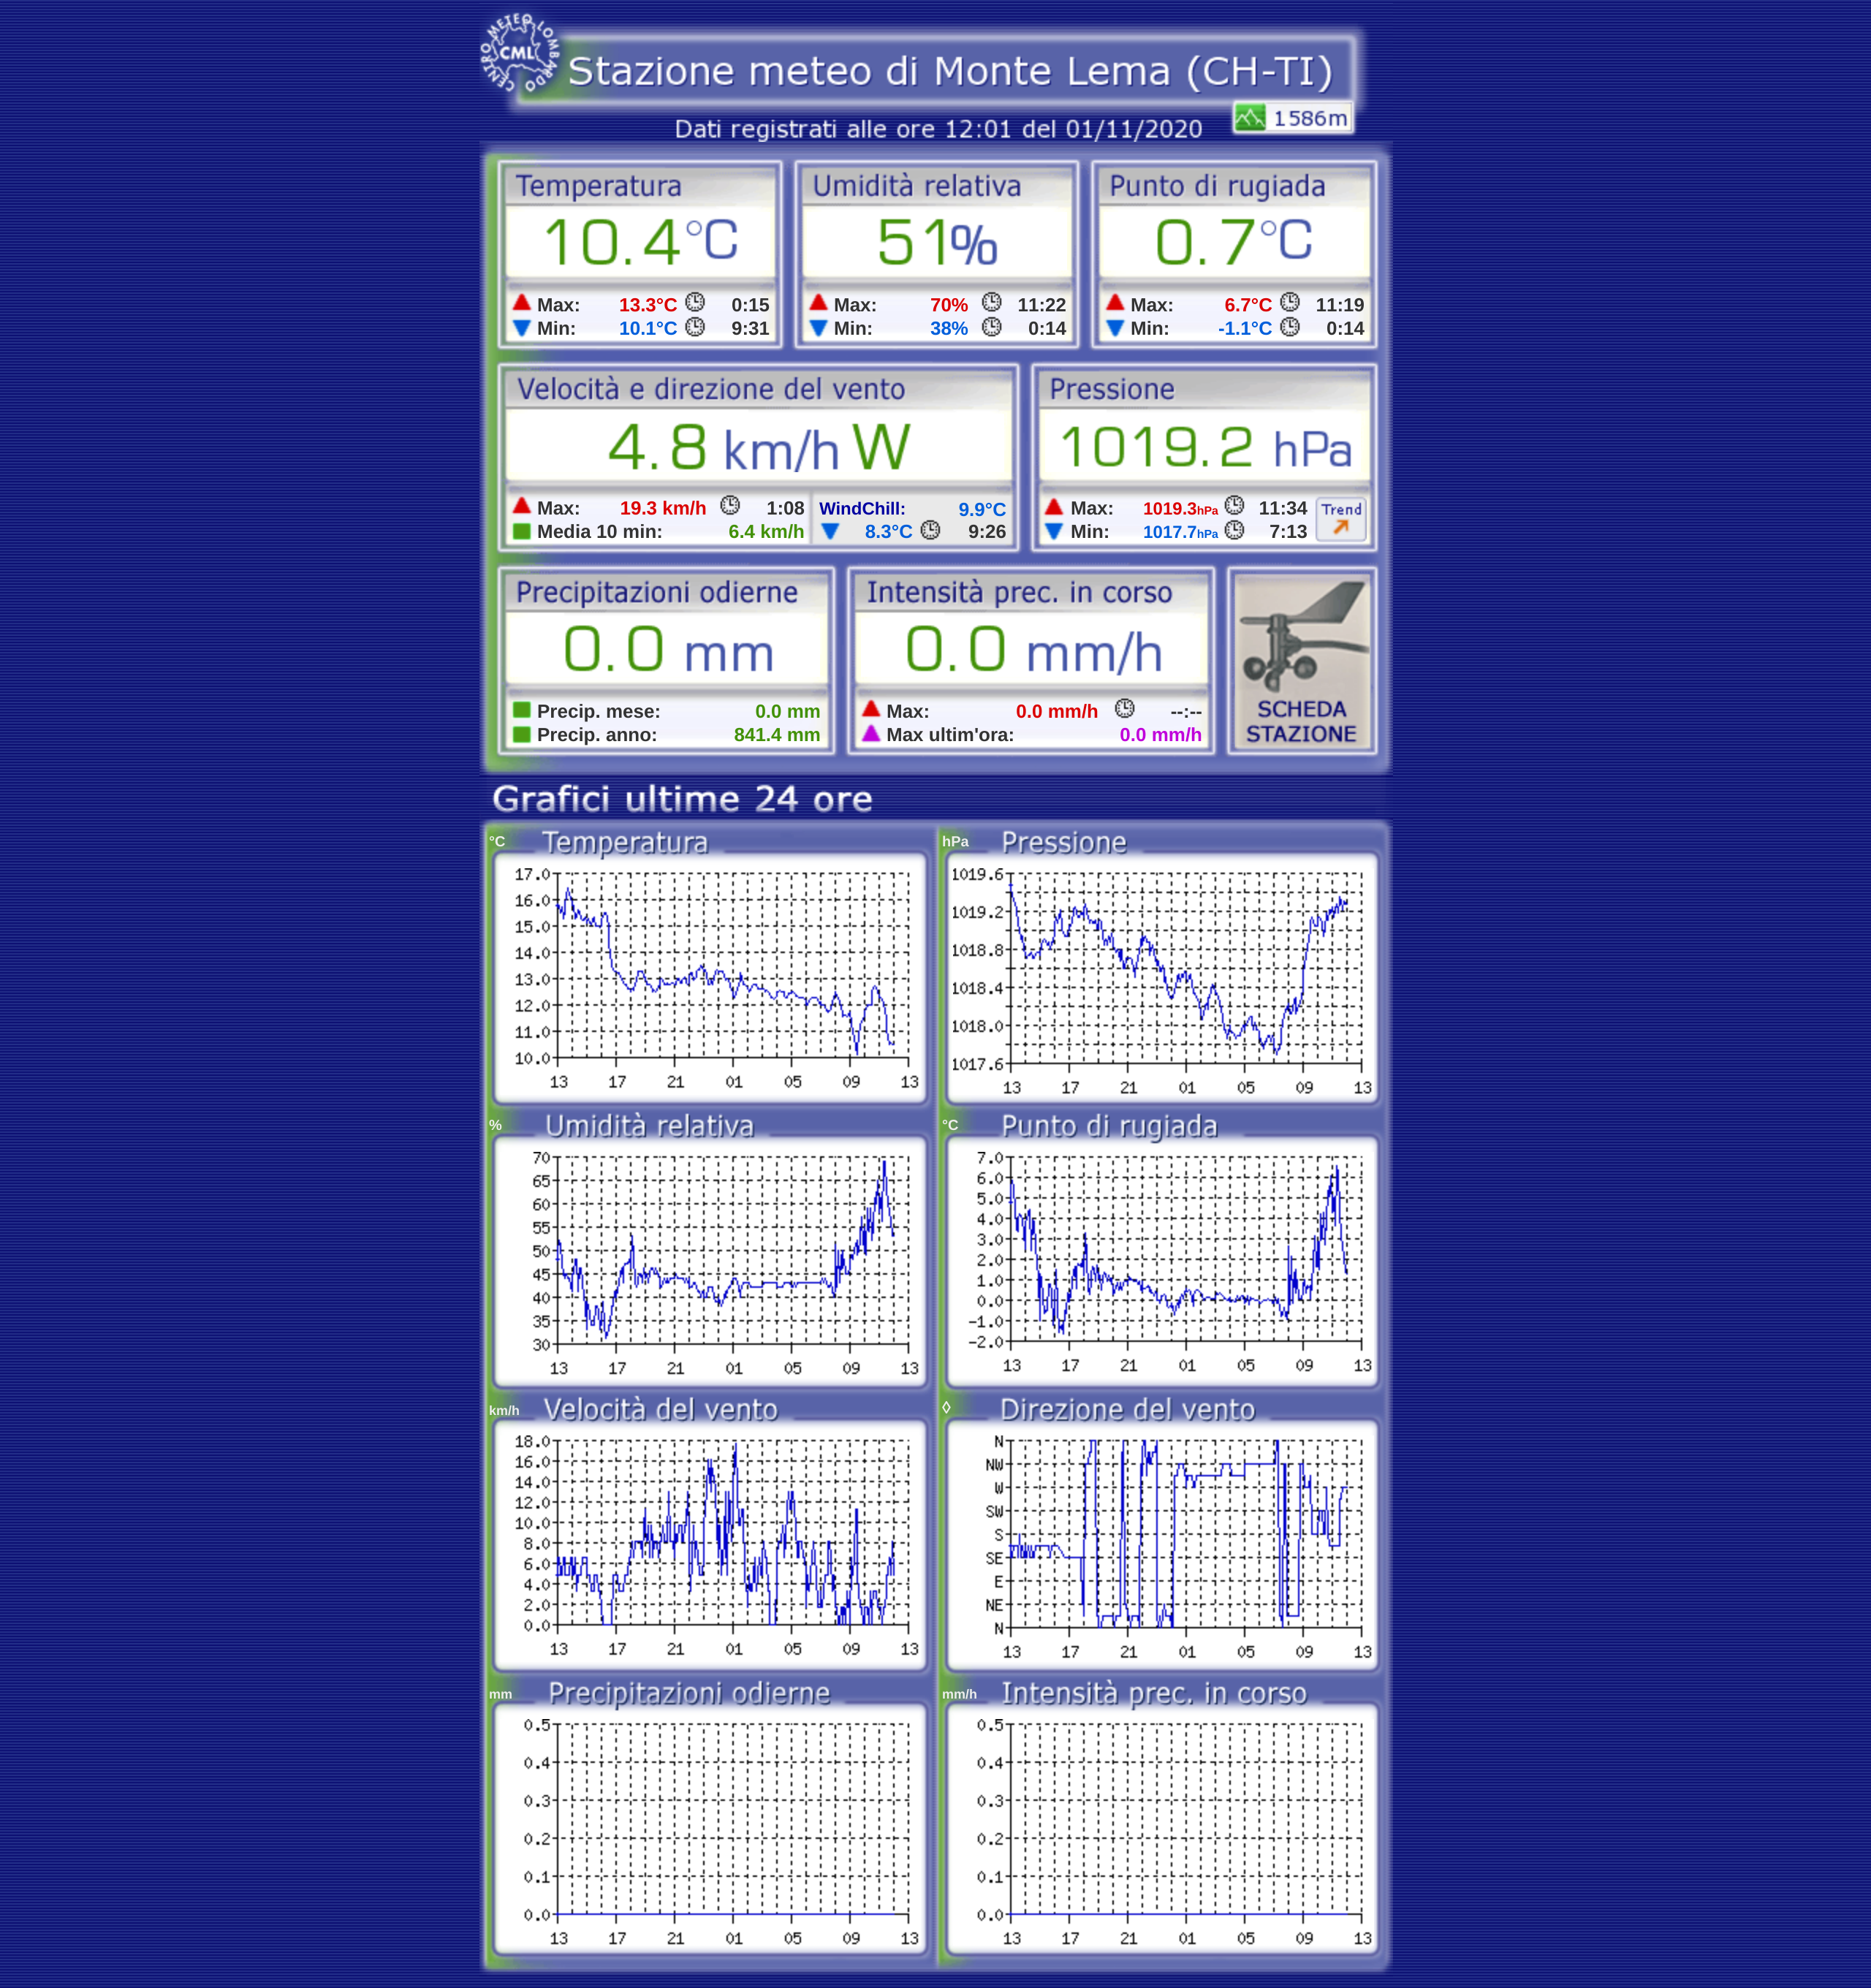 CENTRO METEO LOMBARDO
CML
Stazione meteo di Monte Lema (CH-TI)
1586m
Dati registrati alle ore 12:01 del 01/11/2020
Temperatura
10.4°C
Max: 13.3°C 0:15
Min: 10.1°C 9:31
Umidità relativa
51%
Max: 70% 11:22
Min: 38% 0:14
Punto di rugiada
0.7°C
Max: 6.7°C 11:19
Min: -1.1°C 0:14
Velocità e direzione del vento
4.8 km/h W
Max: 19.3 km/h 1:08
Media 10 min: 6.4 km/h
WindChill: 9.9°C
8.3°C 9:26
Pressione
1019.2 hPa
Max: 1019.3hPa 11:34
Min: 1017.7hPa 7:13
Trend
Precipitazioni odierne
0.0 mm
Precip. mese: 0.0 mm
Precip. anno: 841.4 mm
Intensità prec. in corso
0.0 mm/h
Max: 0.0 mm/h --:--
Max ultim'ora: 0.0 mm/h
SCHEDA
STAZIONE
Grafici ultime 24 ore
°C Temperatura
17.0
16.0
15.0
14.0
13.0
12.0
11.0
10.0
13 17 21 01 05 09 13
hPa Pressione
1019.6
1019.2
1018.8
1018.4
1018.0
1017.6
13 17 21 01 05 09 13
% Umidità relativa
70
65
60
55
50
45
40
35
30
13 17 21 01 05 09 13
°C Punto di rugiada
7.0
6.0
5.0
4.0
3.0
2.0
1.0
0.0
-1.0
-2.0
13 17 21 01 05 09 13
km/h Velocità del vento
18.0
16.0
14.0
12.0
10.0
8.0
6.0
4.0
2.0
0.0
13 17 21 01 05 09 13
◊ Direzione del vento
N
NW
W
SW
S
SE
E
NE
N
13 17 21 01 05 09 13
mm Precipitazioni odierne
0.5
0.4
0.3
0.2
0.1
0.0
13 17 21 01 05 09 13
mm/h Intensità prec. in corso
0.5
0.4
0.3
0.2
0.1
0.0
13 17 21 01 05 09 13